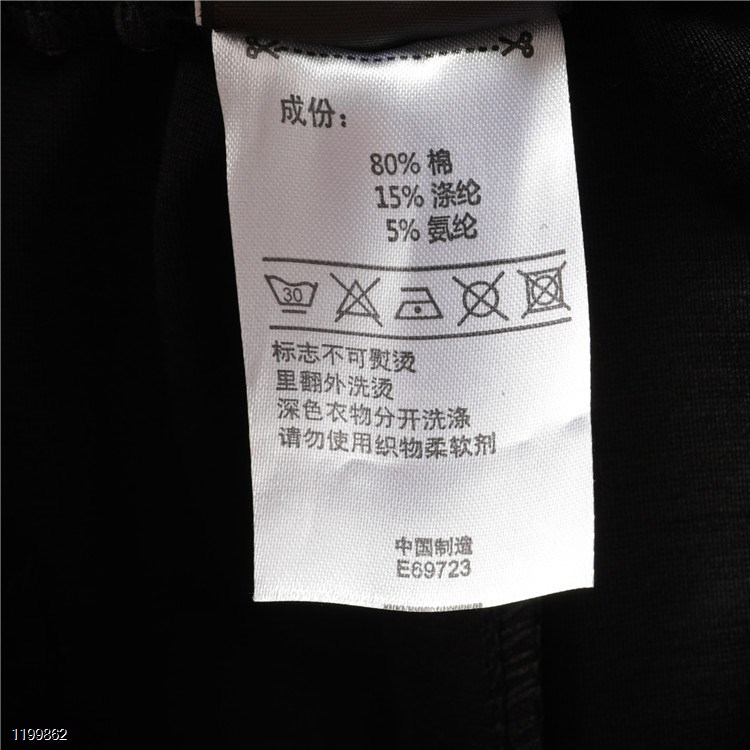 成份：
80% 棉
15% 涤纶
5% 氨纶
30
标志不可熨烫
里翻外洗烫
深色衣物分开洗涤
请勿使用织物柔软剂
中国制造
E69723
1199862